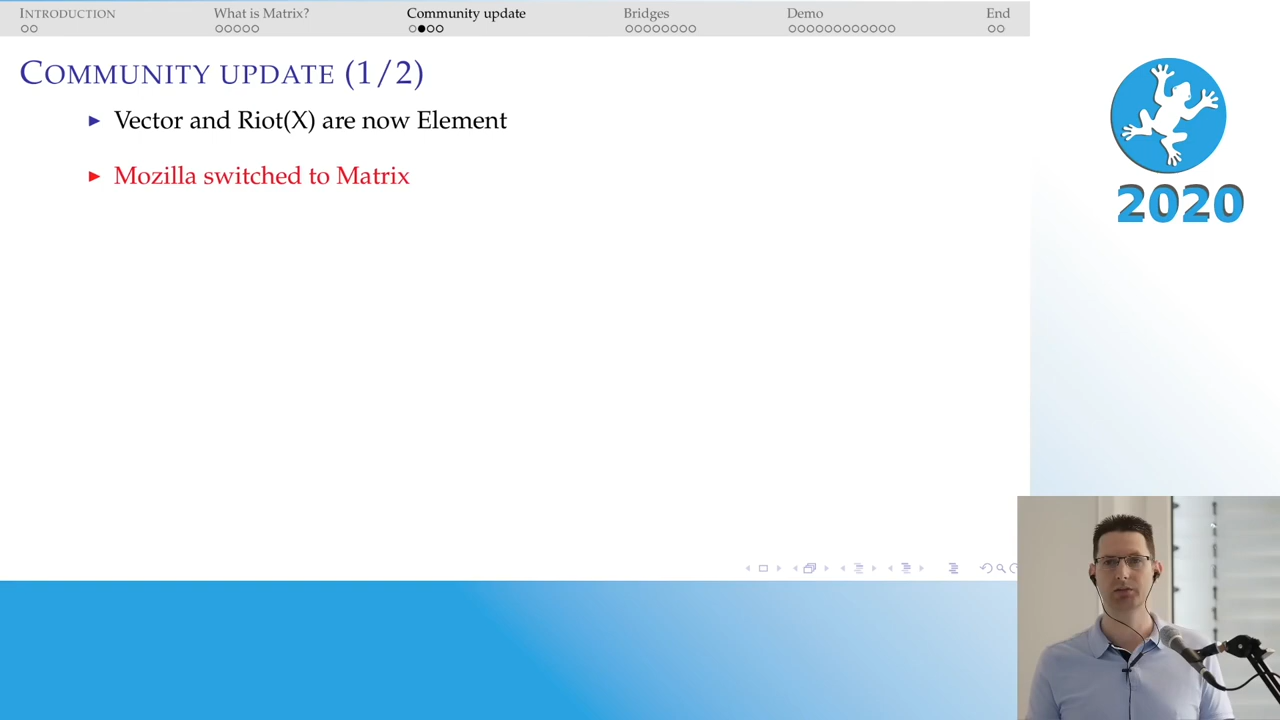 INTRODUCTION What is Matrix? Community update Bridges Demo End
COMMUNITY UPDATE (1/2)
Vector and Riot(X) are now Element
Mozilla switched to Matrix
2020